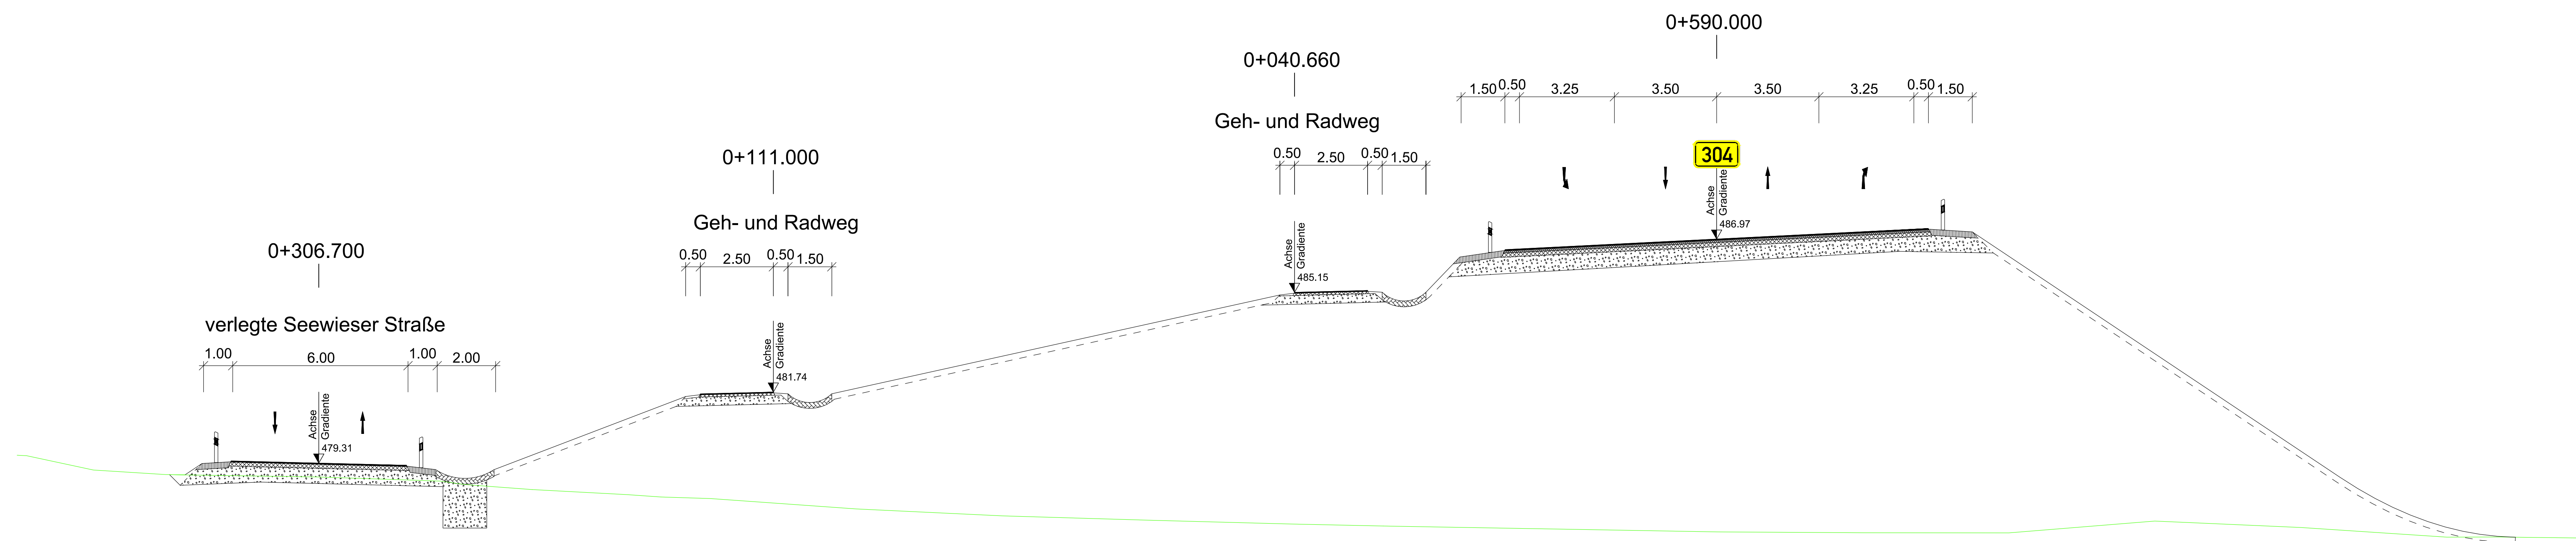 0+590.000
1.50 0.50 3.25 3.50 3.50 3.25 0.50 1.50
304
Achse
Gradiente
486.97
0+040.660
Geh- und Radweg
0.50 2.50 0.50 1.50
Achse
Gradiente
485.15
0+111.000
Geh- und Radweg
0.50 2.50 0.50 1.50
Achse
Gradiente
481.74
0+306.700
verlegte Seewieser Straße
1.00 6.00 1.00 2.00
Achse
Gradiente
479.31